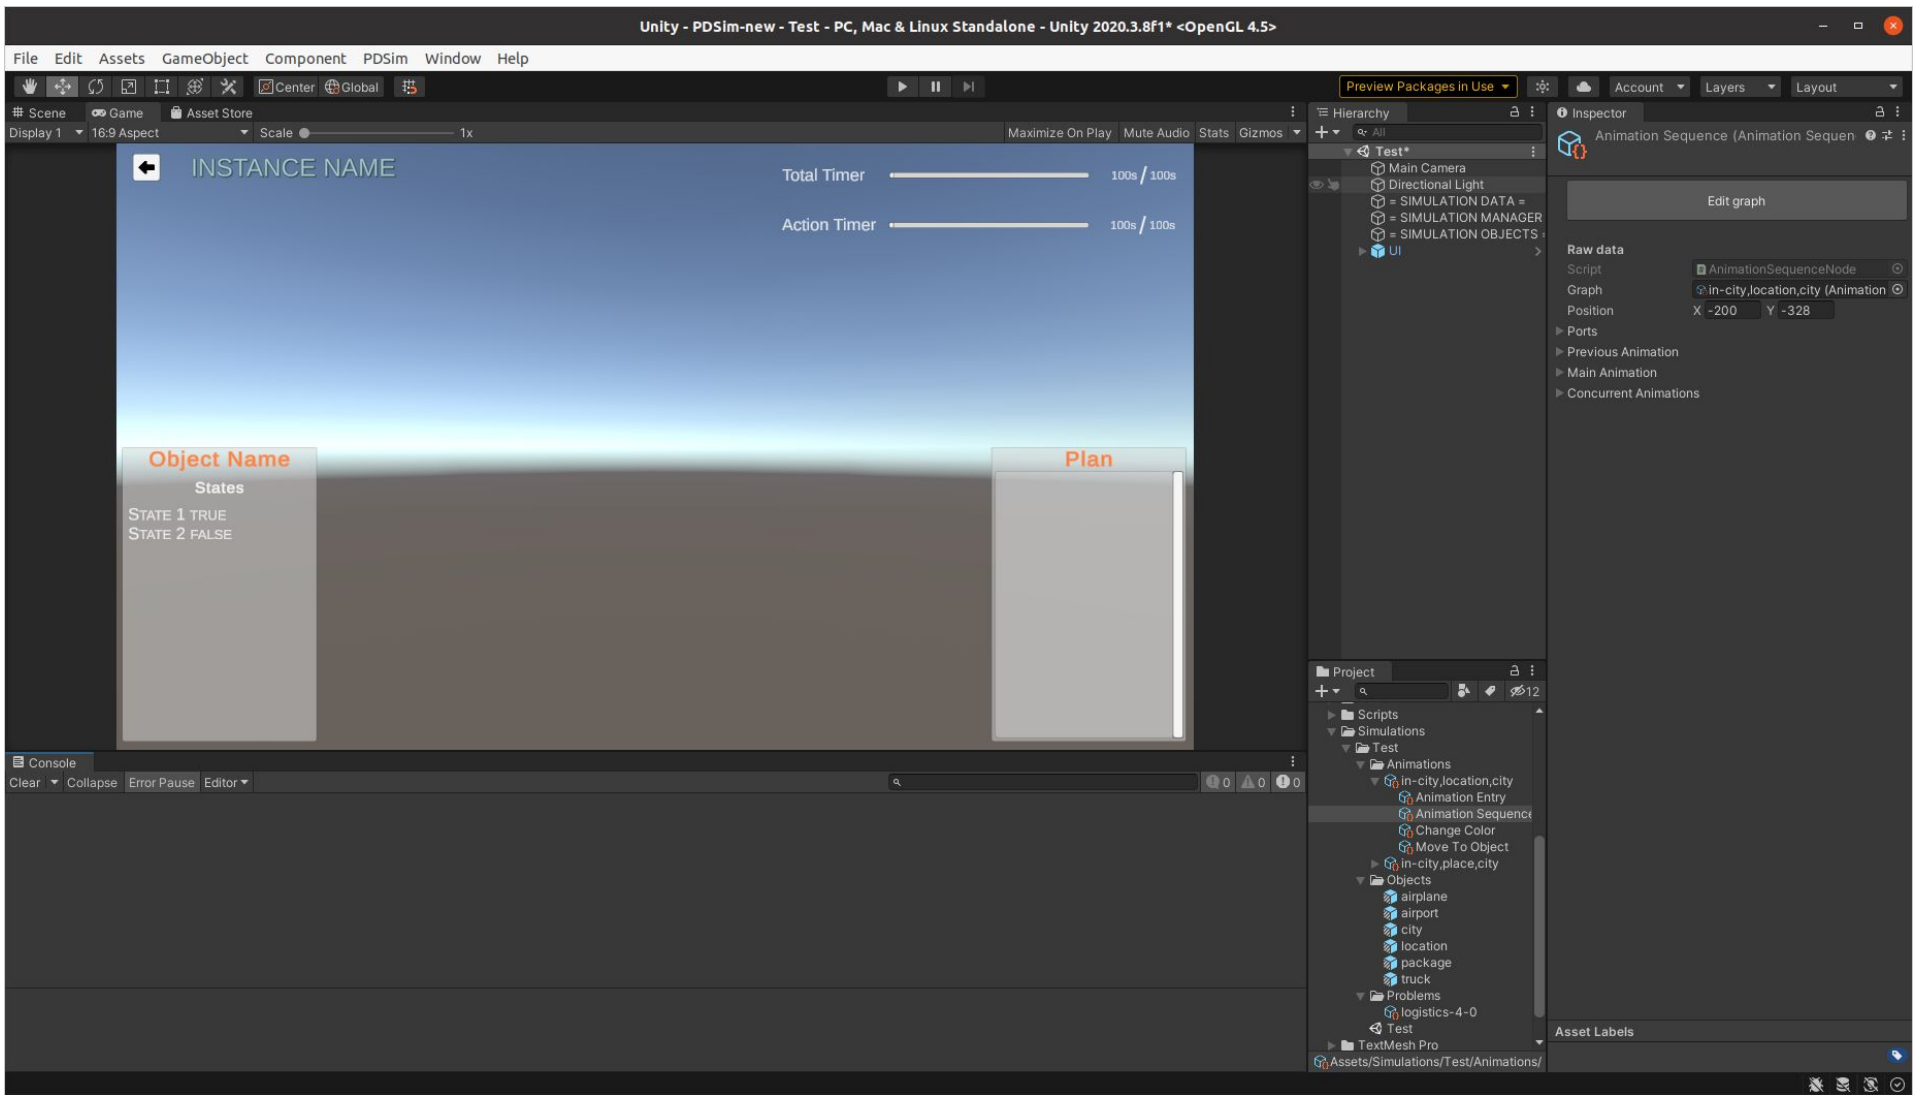 Unity - PDSim-new - Test - PC, Mac & Linux Standalone - Unity 2020.3.8f1* <OpenGL 4.5>
File Edit Assets GameObject Component PDSim Window Help
Center Global
Preview Packages in Use
Account
Layers
Layout
Scene Game Asset Store
Display 1 16:9 Aspect Scale 1x Maximize On Play Mute Audio Stats Gizmos
INSTANCE NAME
Total Timer 100s / 100s
Action Timer 100s / 100s
Object Name
States
STATE 1 TRUE
STATE 2 FALSE
Plan
Console
Clear Collapse Error Pause Editor
0 0 0
Hierarchy
All
Test*
Main Camera
Directional Light
= SIMULATION DATA =
= SIMULATION MANAGER
= SIMULATION OBJECTS =
UI
Project
12
Scripts
Simulations
Test
Animations
in-city,location,city
Animation Entry
Animation Sequence
Change Color
Move To Object
in-city,place,city
Objects
airplane
airport
city
location
package
truck
Problems
logistics-4-0
Test
TextMesh Pro
Assets/Simulations/Test/Animations/
Inspector
Animation Sequence (Animation Sequen
Edit graph
Raw data
Script AnimationSequenceNode
Graph in-city,location,city (Animation
Position X -200 Y -328
Ports
Previous Animation
Main Animation
Concurrent Animations
Asset Labels